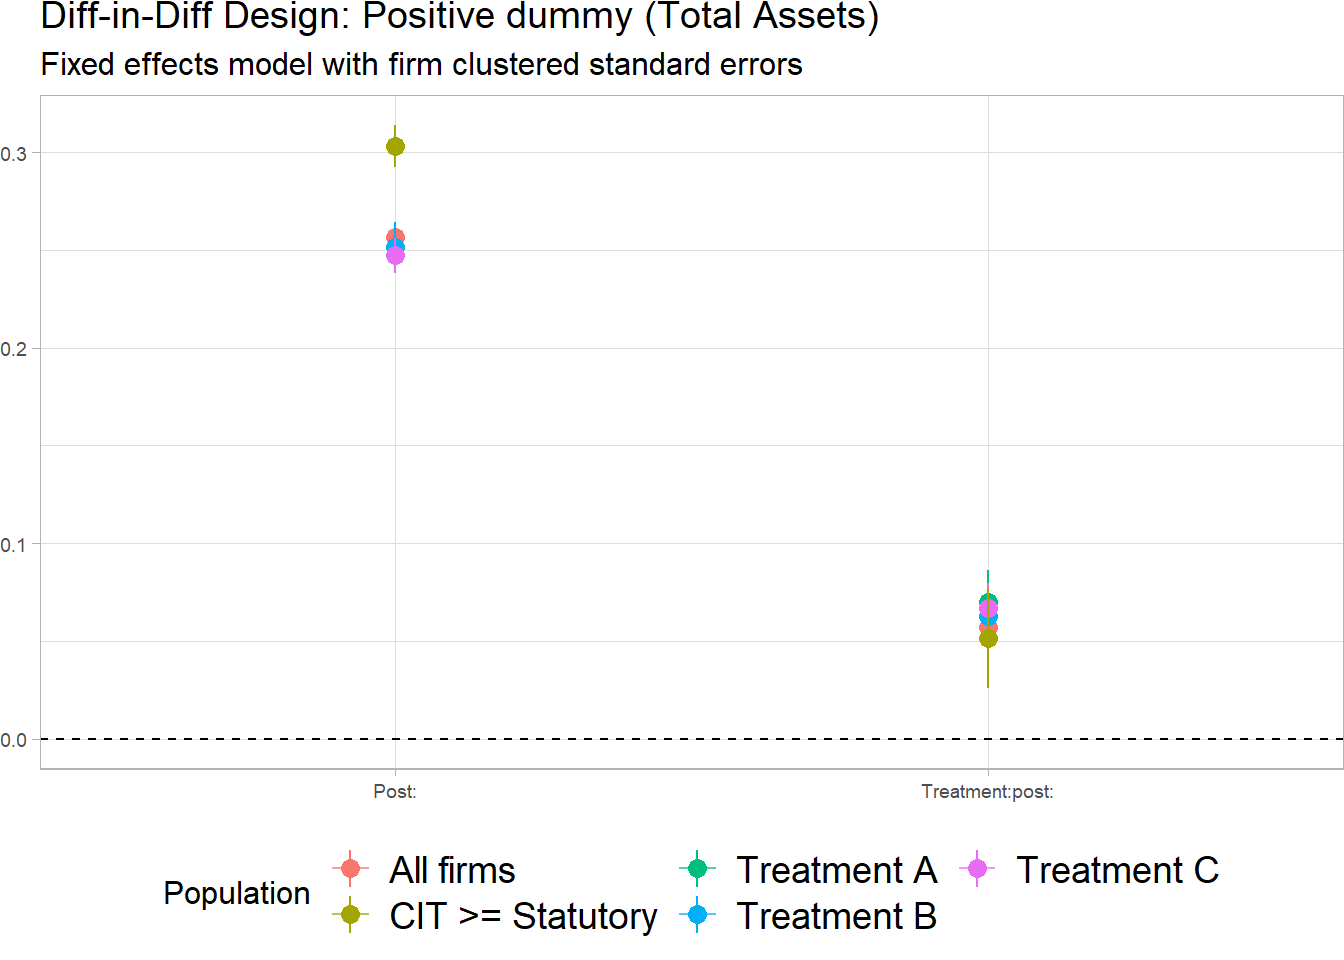 Diff-in-Diff Design: Positive dummy (Total Assets)
Fixed effects model with firm clustered standard errors
0.3
0.2
0.1
0.0
Post:
Treatment:post:
Population
All firms
CIT >= Statutory
Treatment A
Treatment B
Treatment C